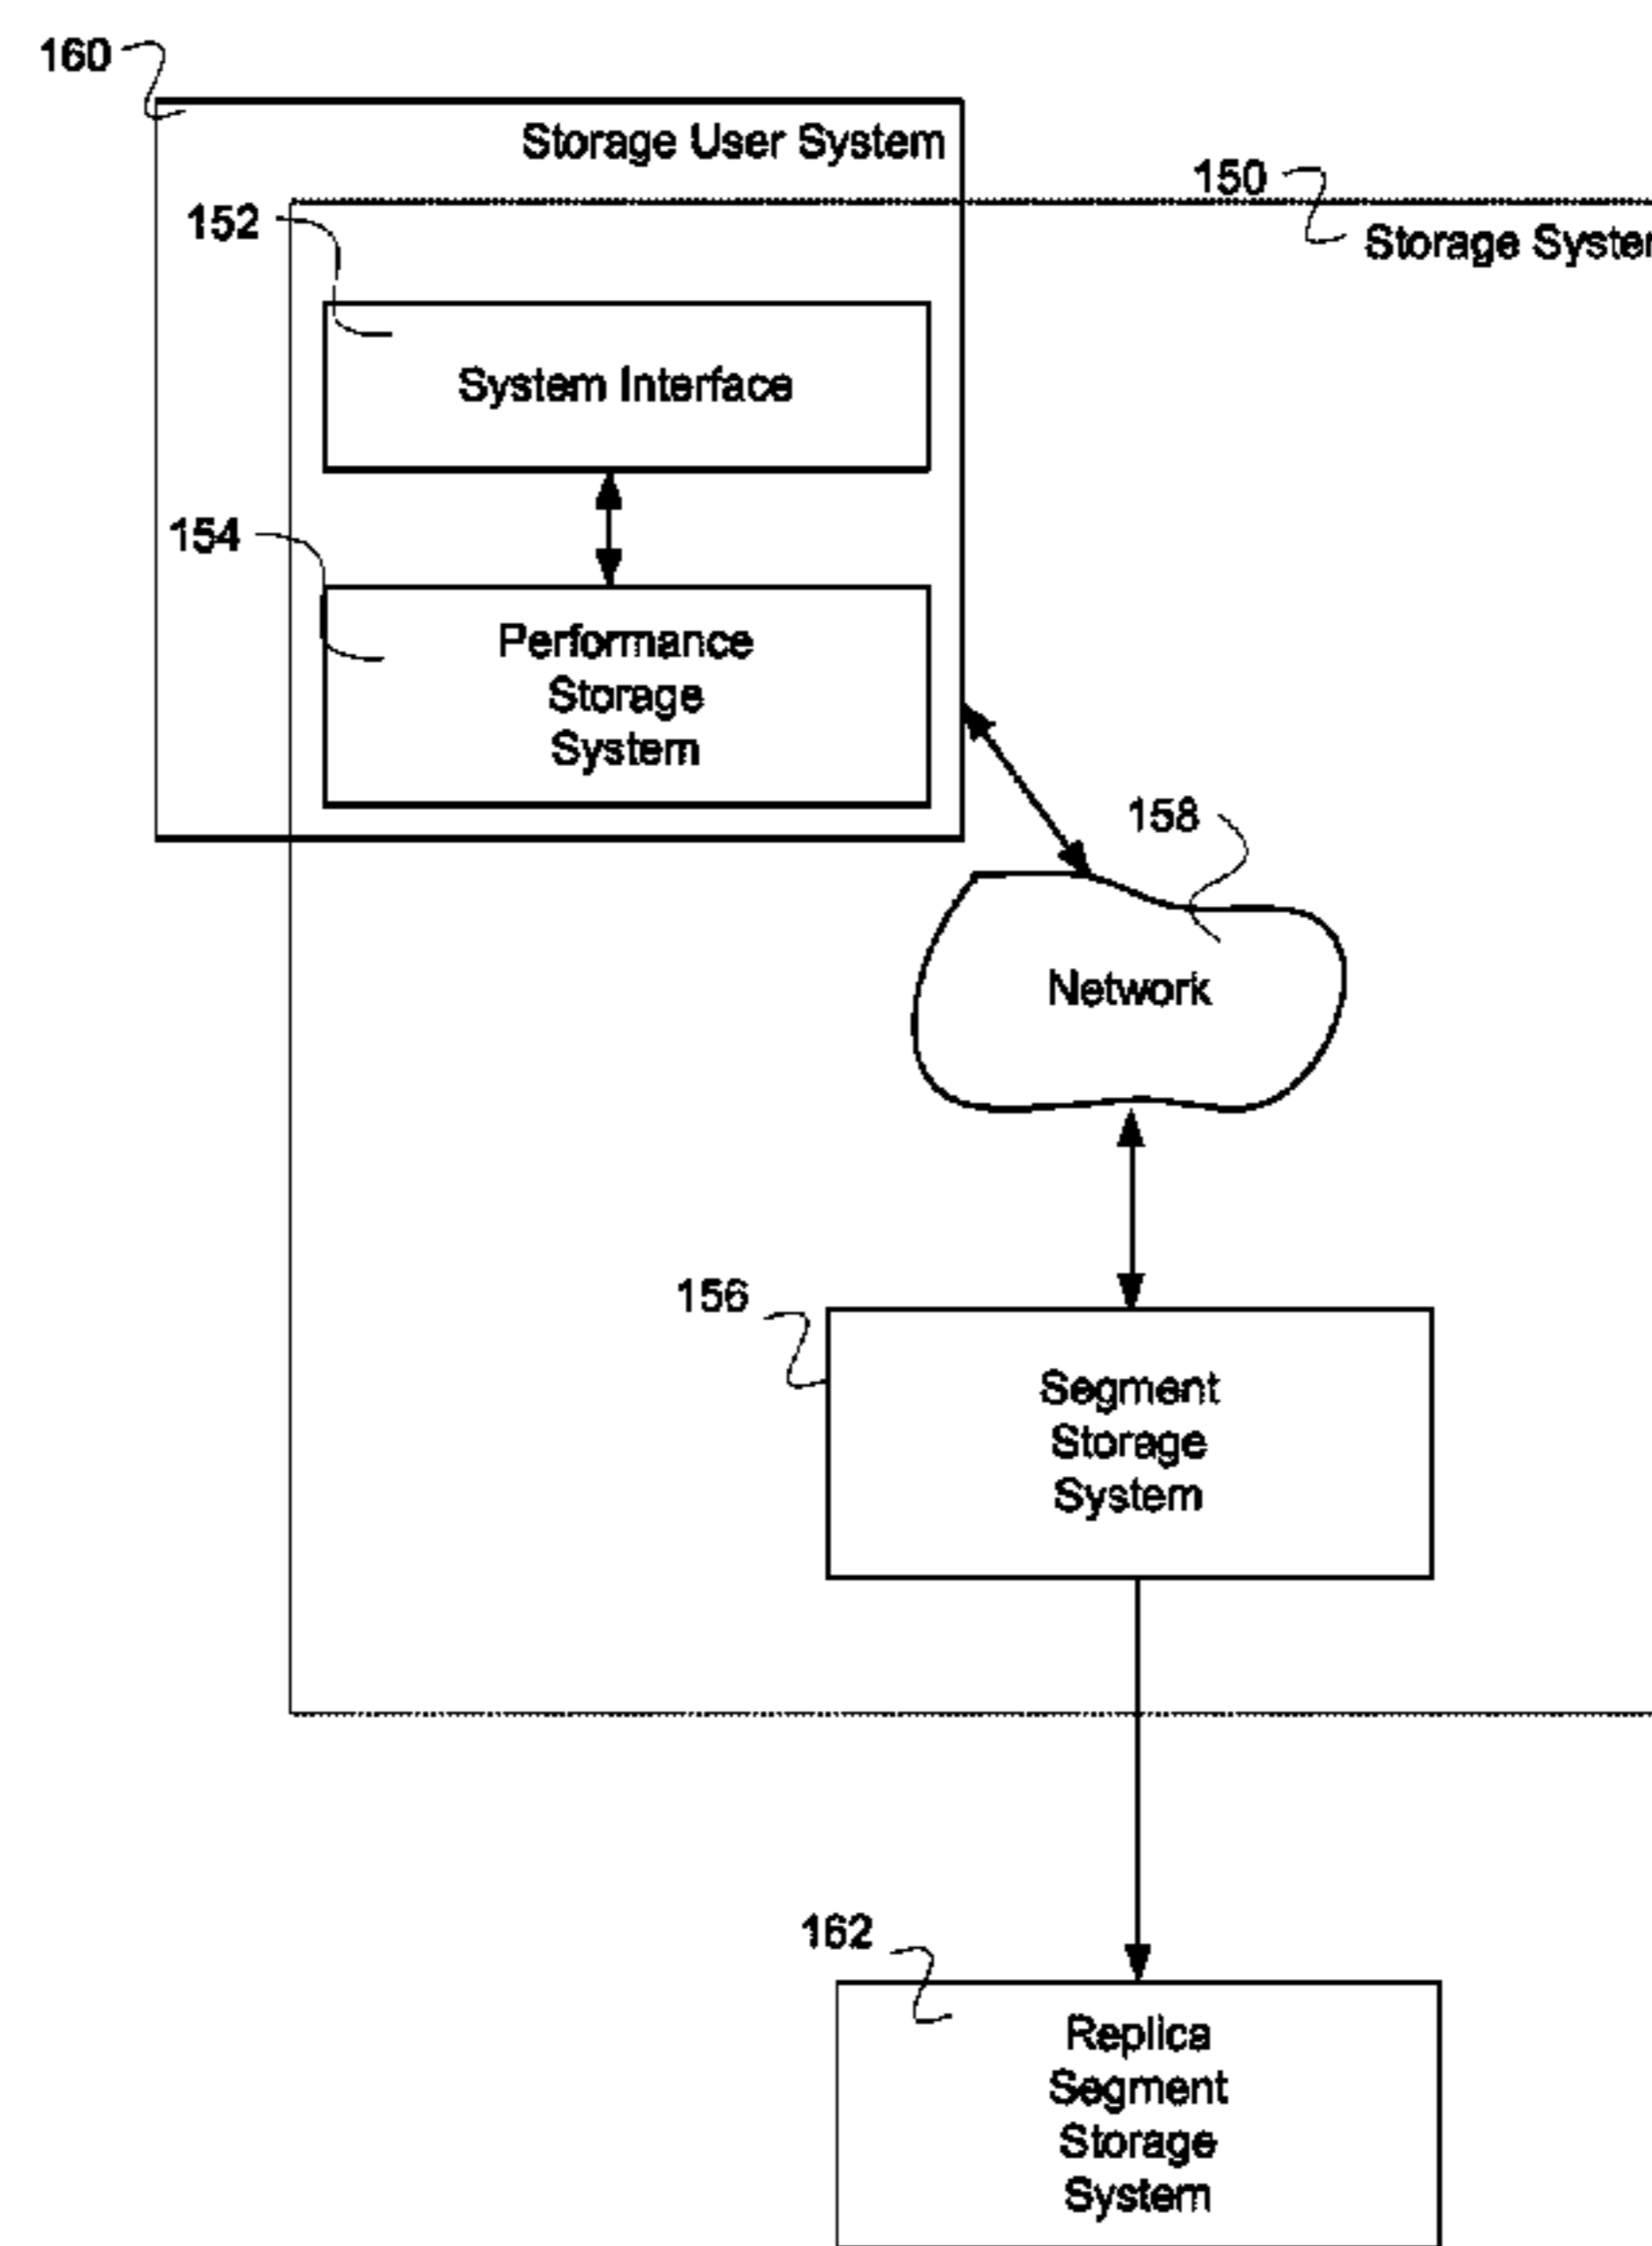 160
Storage User System
150
152
Storage System
System Interface
154
Performance
Storage
System
158
Network
156
Segment
Storage
System
162
Replica
Segment
Storage
System